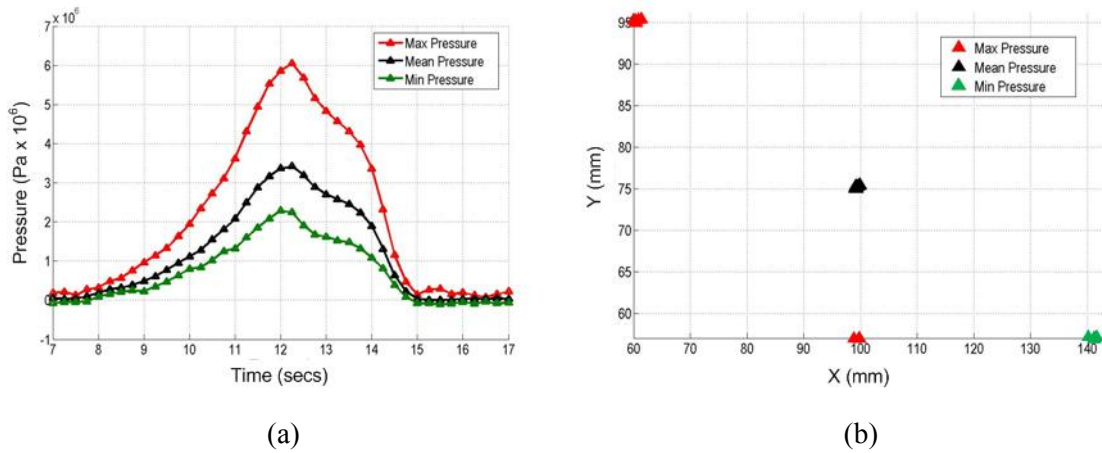 7 x 10^6
Max Pressure
Mean Pressure
Min Pressure
Pressure (Pa x 10^6)
6
5
4
3
2
1
0
-1
7 8 9 10 11 12 13 14 15 16 17
Time (secs)
(a)
95
90
85
80
75
70
65
60
Max Pressure
Mean Pressure
Min Pressure
Y (mm)
60 70 80 90 100 110 120 130 140
X (mm)
(b)